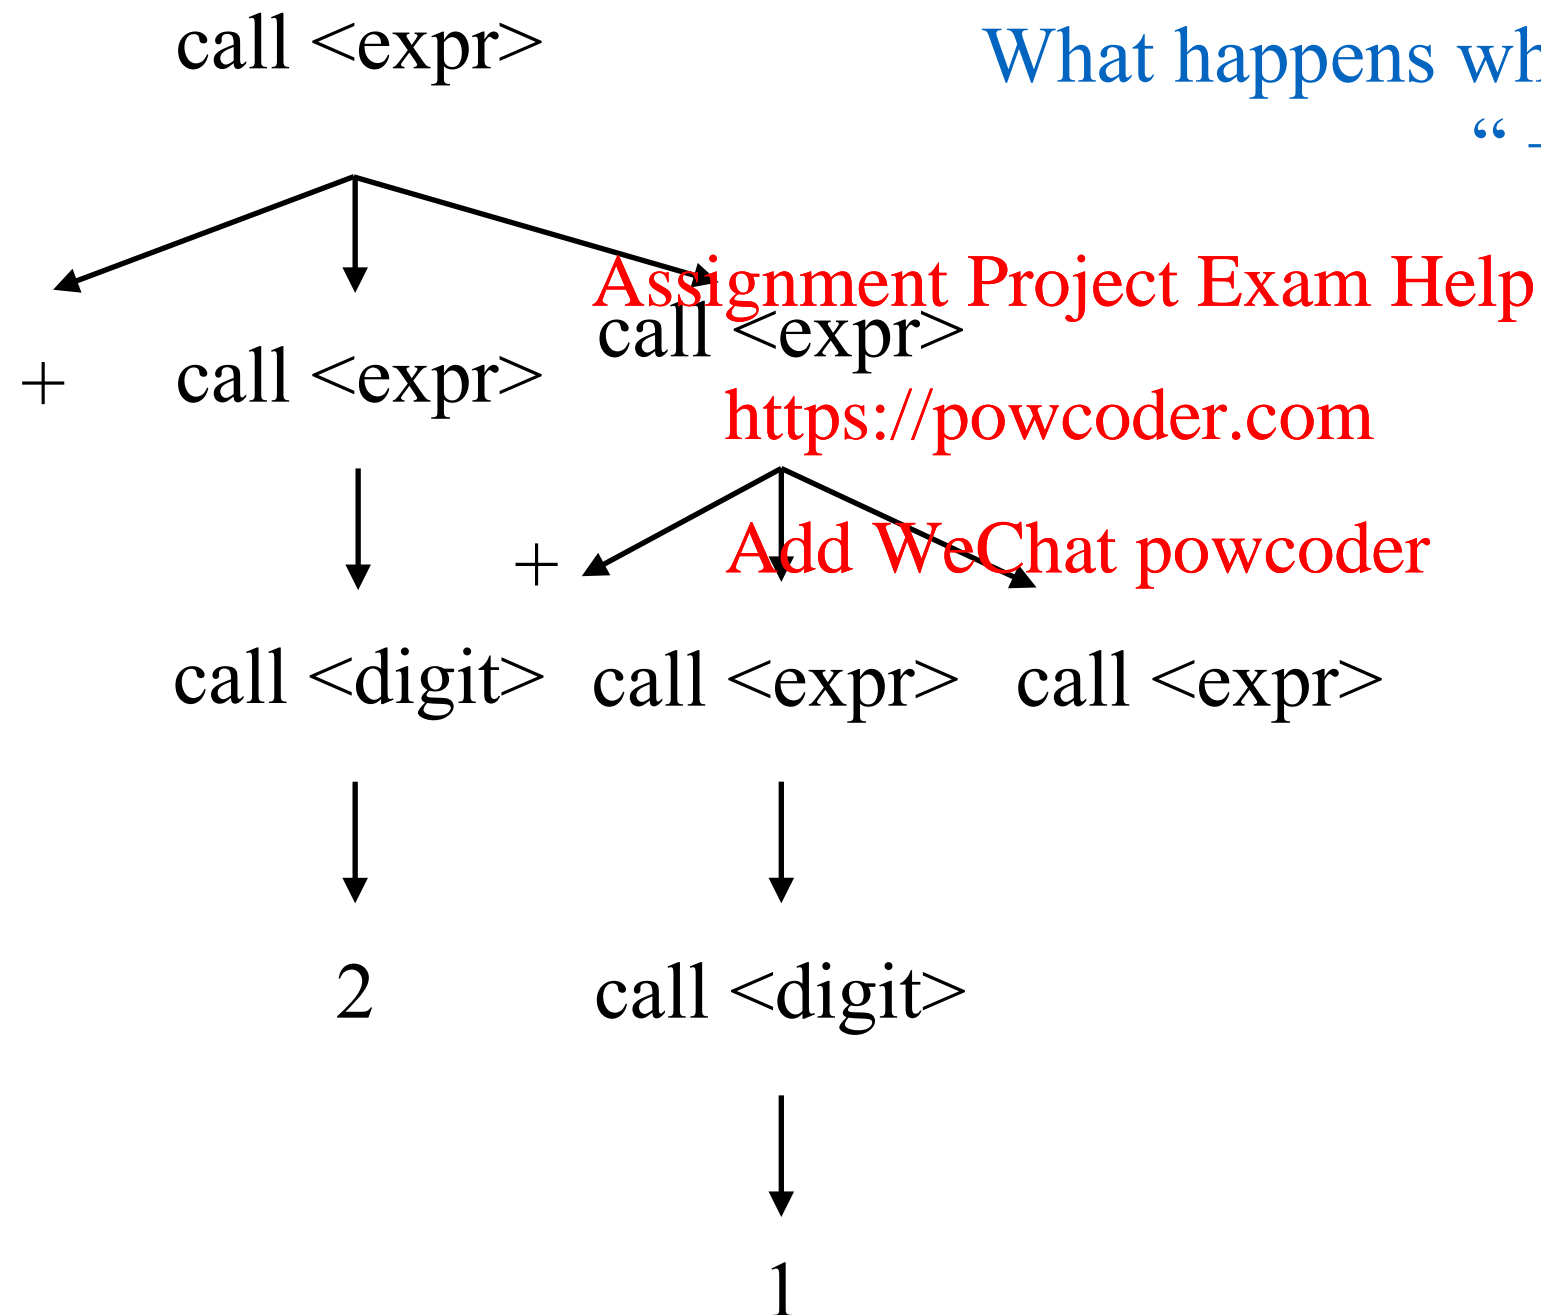 call <expr>
What happens
“
Assignment Project Exam Help
call <expr>
+ call <expr>
https://powcoder.com
+
Add WeChat powcoder
call <digit> call <expr> call <expr>
2 call <digit>
1